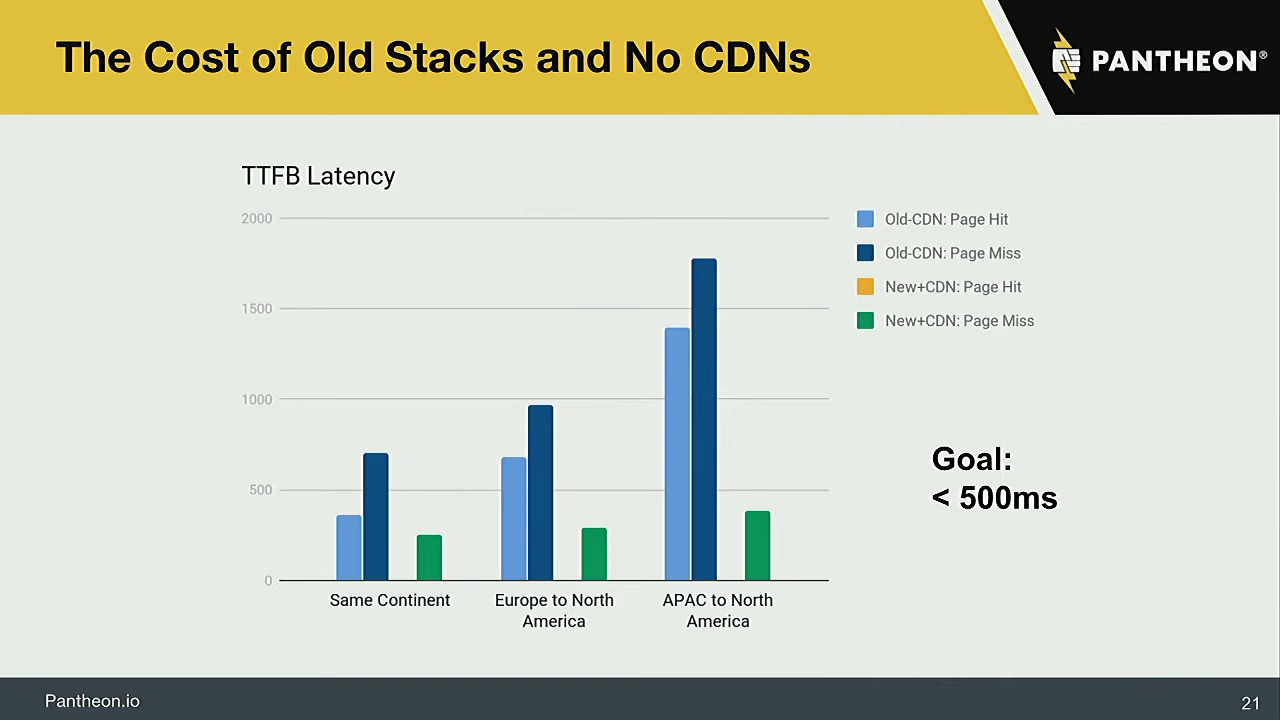 The Cost of Old Stacks and No CDNs
PANTHEON®
TTFB Latency
2000
1500
1000
500
0
Old-CDN: Page Hit
Old-CDN: Page Miss
New+CDN: Page Hit
New+CDN: Page Miss
Goal:
< 500ms
Same Continent
Europe to North
America
APAC to North
America
Pantheon.io
21